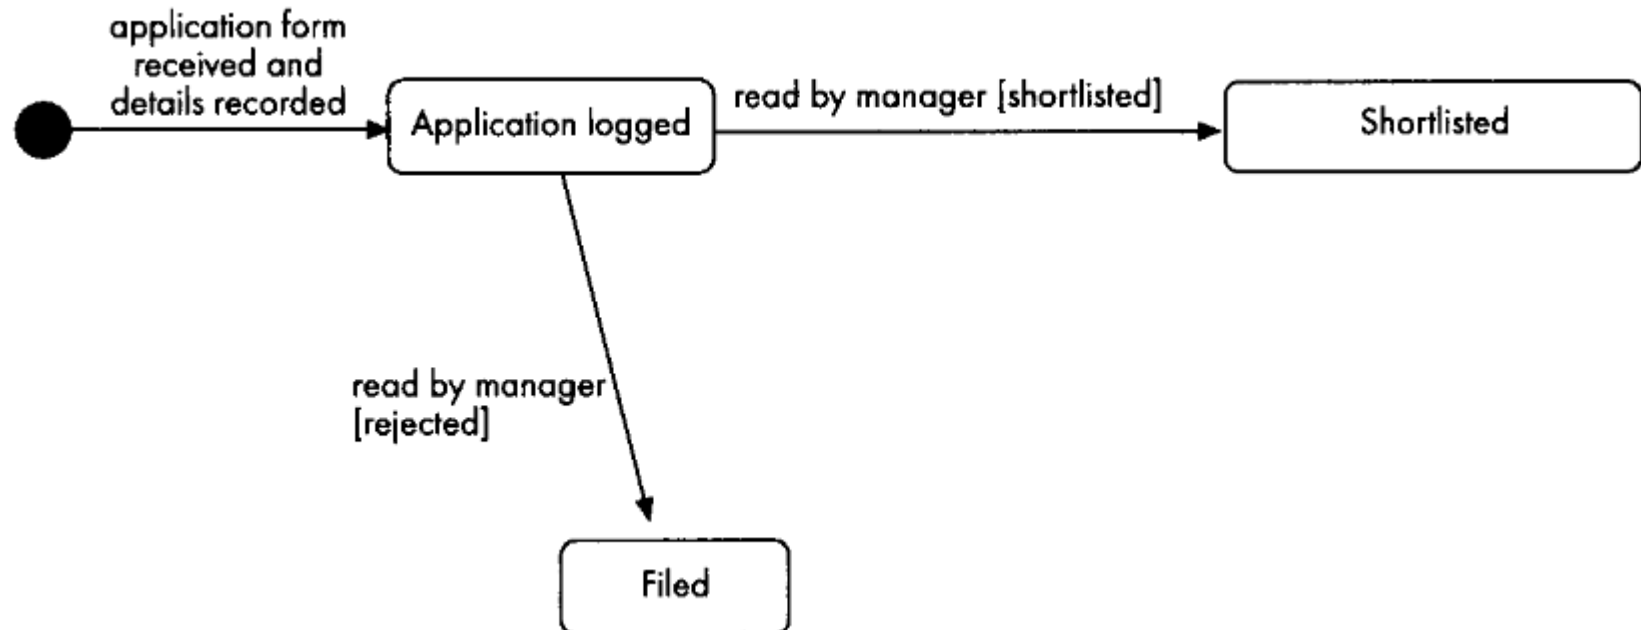 application form
received and
details recorded
Application logged
read by manager [shortlisted]
Shortlisted
read by manager
[rejected]
Filed